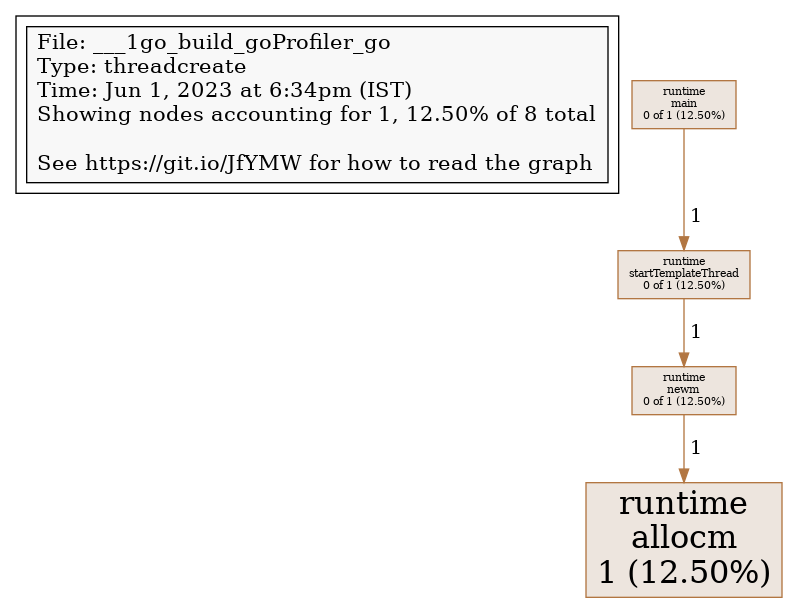 File: ___1go_build_goProfiler_go
Type: threadcreate
Time: Jun 1, 2023 at 6:34pm (IST)
Showing nodes accounting for 1, 12.50% of 8 total
See https://git.io/JfYMW for how to read the graph
runtime
main
0 of 1 (12.50%)
1
runtime
startTemplateThread
0 of 1 (12.50%)
1
runtime
newm
0 of 1 (12.50%)
1
runtime
allocm
1 (12.50%)